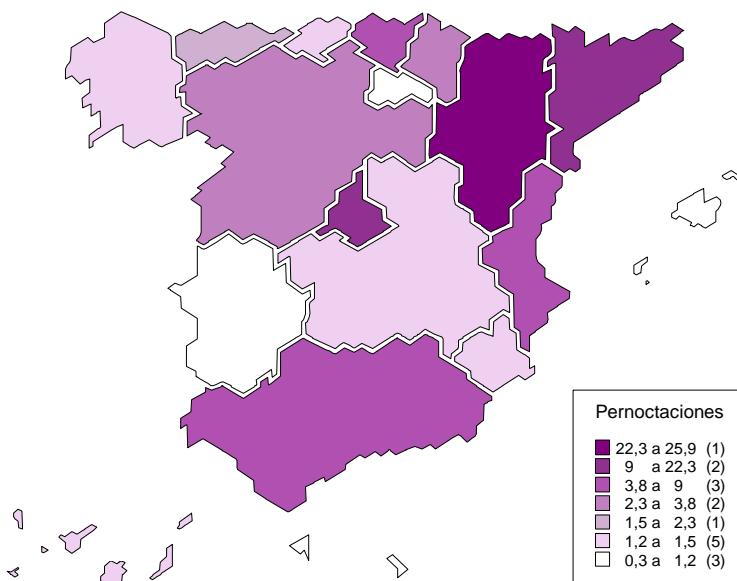 Pernoctaciones
22,3 a 25,9 (1)
9 a 22,3 (2)
3,8 a 9 (3)
2,3 a 3,8 (2)
1,5 a 2,3 (1)
1,2 a 1,5 (5)
0,3 a 1,2 (3)